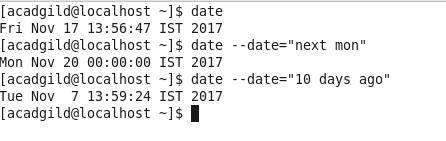 [acadgild@localhost ~]$ date
Fri Nov 17 13:56:47 IST 2017
[acadgild@localhost ~]$ date --date="next mon"
Mon Nov 20 00:00:00 IST 2017
[acadgild@localhost ~]$ date --date="10 days ago"
Tue Nov  7 13:59:24 IST 2017
[acadgild@localhost ~]$